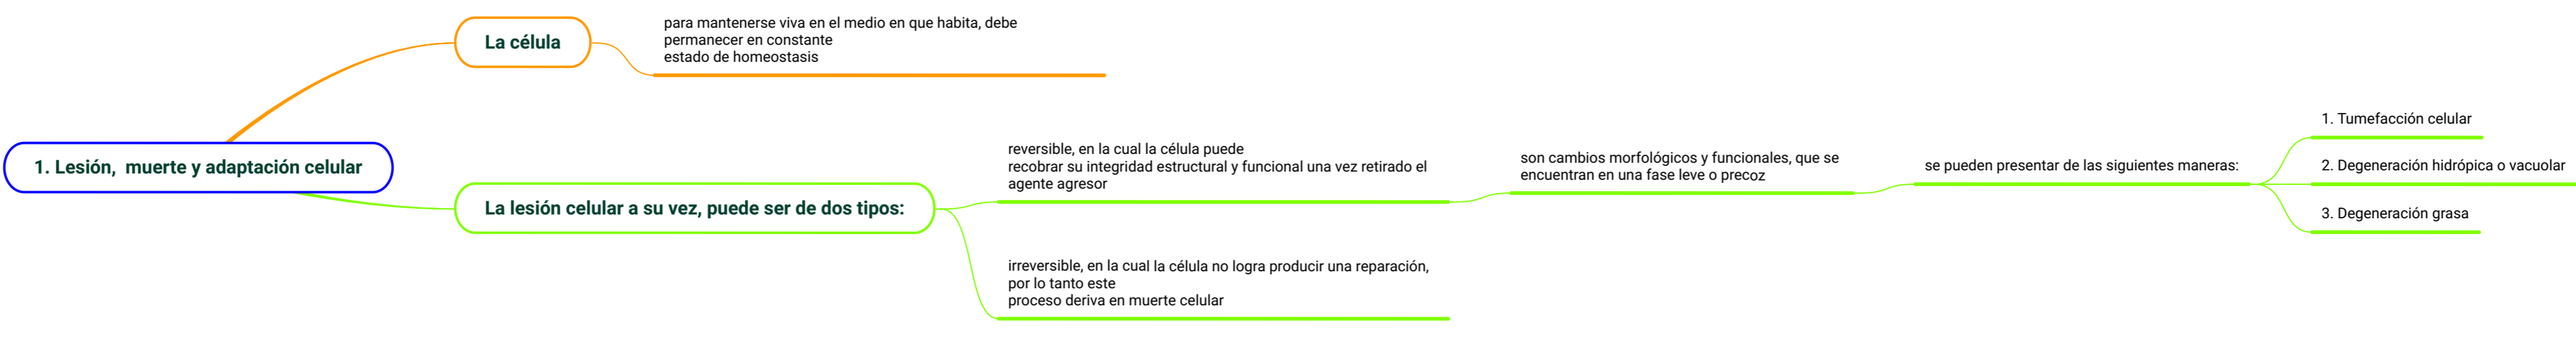 La célula
para mantenerse viva en el medio en que habita, debe
permanecer en constante
estado de homeostasis
1. Lesión,  muerte y adaptación celular
La lesión celular a su vez, puede ser de dos tipos:
reversible, en la cual la célula puede
recobrar su integridad estructural y funcional una vez retirado el
agente agresor
son cambios morfológicos y funcionales, que se
encuentran en una fase leve o precoz
se pueden presentar de las siguientes maneras:
1. Tumefacción celular
2. Degeneración hidrópica o vacuolar
3. Degeneración grasa
irreversible, en la cual la célula no logra producir una reparación,
por lo tanto este
proceso deriva en muerte celular